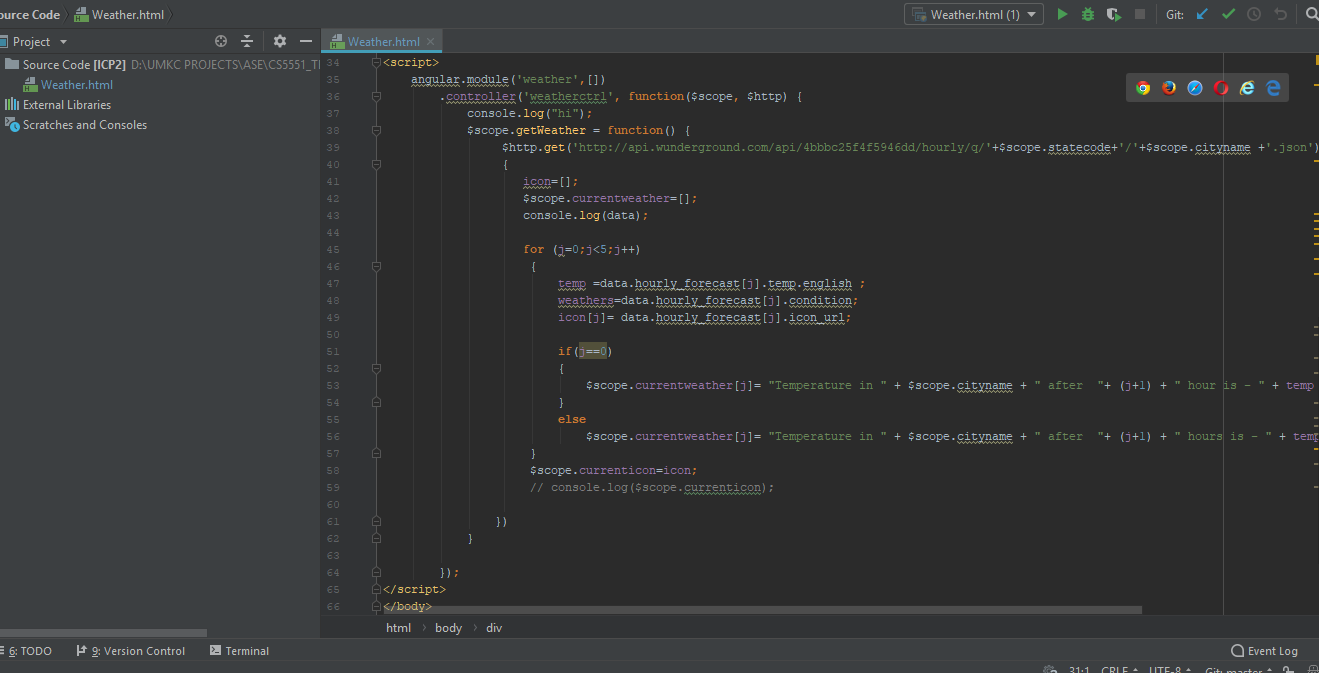 ource Code Weather.html Weather.html (1) Git:
Project Weather.html
Source Code [ICP2] D:\UMKC PROJECTS\ASE\CS5551_T
Weather.html
External Libraries
Scratches and Consoles
34 <script>
35 angular.module('weather',[])
36 .controller('weatherctrl', function($scope, $http) {
37 console.log("hi");
38 $scope.getWeather = function() {
39 $http.get('http://api.wunderground.com/api/4bbbc25f4f5946dd/hourly/q/'+$scope.statecode+'/'+$scope.cityname +'.json')
40 {
41 icon=[];
42 $scope.currentweather=[];
43 console.log(data);
44
45 for (j=0;j<5;j++)
46 {
47 temp =data.hourly_forecast[j].temp.english ;
48 weathers=data.hourly_forecast[j].condition;
49 icon[j]= data.hourly_forecast[j].icon_url;
50
51 if(j==0)
52 {
53 $scope.currentweather[j]= "Temperature in " + $scope.cityname + " after  "+ (j+1) + " hour is - " + temp
54 }
55 else
56 $scope.currentweather[j]= "Temperature in " + $scope.cityname + " after  "+ (j+1) + " hours is - " + temp
57 }
58 $scope.currenticon=icon;
59 // console.log($scope.currenticon);
60
61 })
62 }
63
64 });
65 </script>
66 </body>
html › body › div
6: TODO 9: Version Control Terminal Event Log
31:1 CRLF UTF-8 Git: master